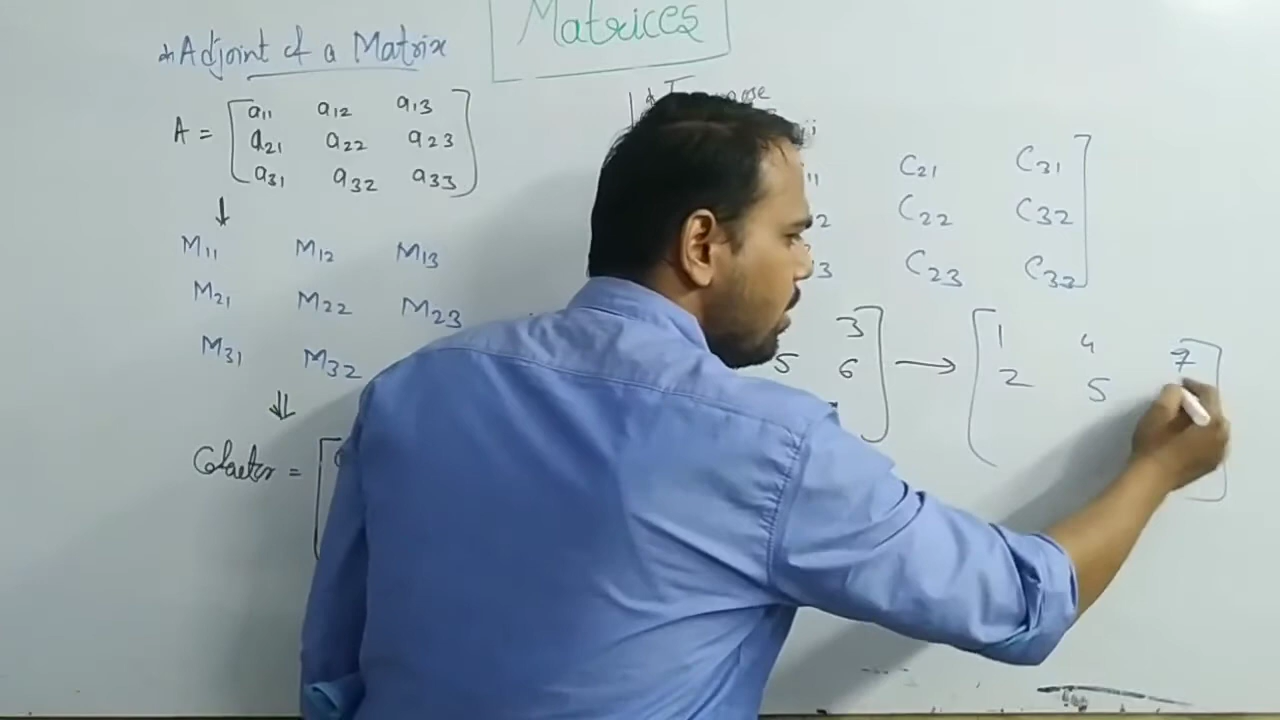 Matrices
Adjoint of a Matrix
A = [ a11 a12 a13
a21 a22 a23
a31 a32 a33 ]
↓
M11 M12 M13
M21 M22 M23
M31 M32
⇓
Cofactor = [
C21 C31 ]
C22 C32
C23 C33
3 ] → [ 1 4 7 ]
5 6 2 5